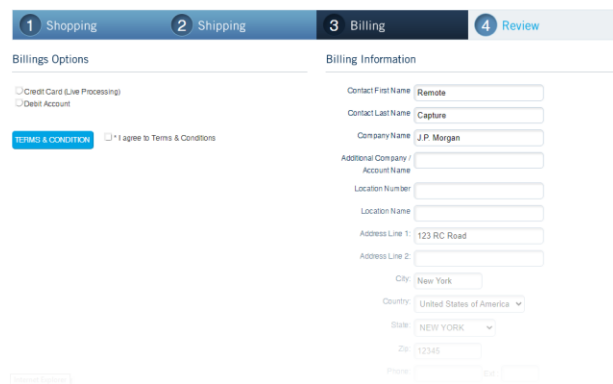 1 Shopping 2 Shipping 3 Billing 4 Review
Billings Options
Credit Card (Live Processing)
Debit Account
TERMS & CONDITION * I agree to Terms & Conditions
Billing Information
Contact First Name Remote
Contact Last Name Capture
Company Name J.P. Morgan
Additional Company /
Account Name
Location Number
Location Name
Address Line 1: 123 RC Road
Address Line 2:
City: New York
Country: United States of America
State: NEW YORK
Zip: 12345
Phone: Ext: